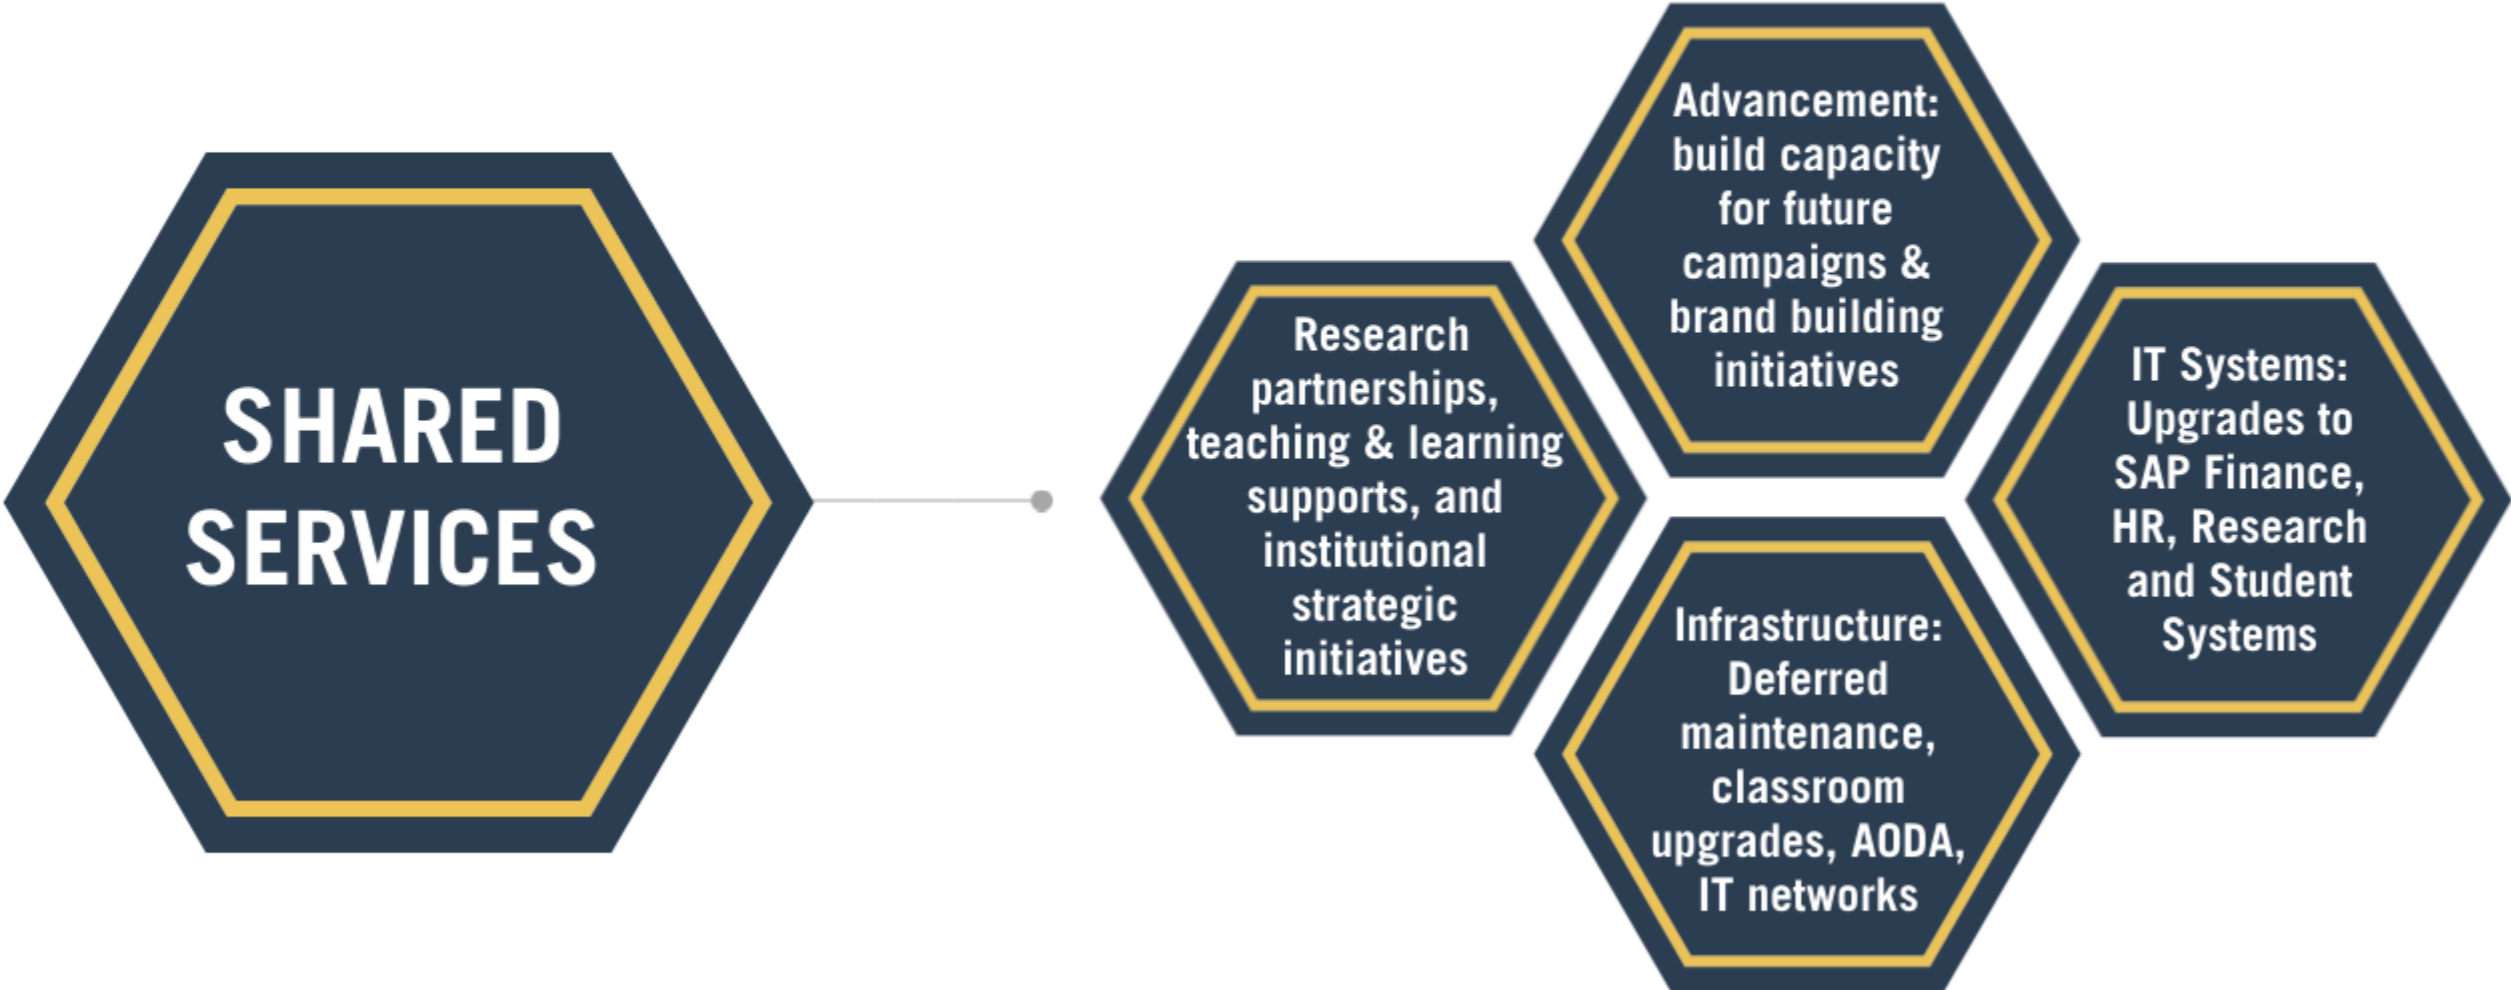 SHARED
SERVICES
Research
partnerships,
teaching & learning
supports, and
institutional
strategic
initiatives
Advancement:
build capacity
for future
campaigns &
brand building
initiatives
Infrastructure:
Deferred
maintenance,
classroom
upgrades, AODA,
IT networks
IT Systems:
Upgrades to
SAP Finance,
HR, Research
and Student
Systems